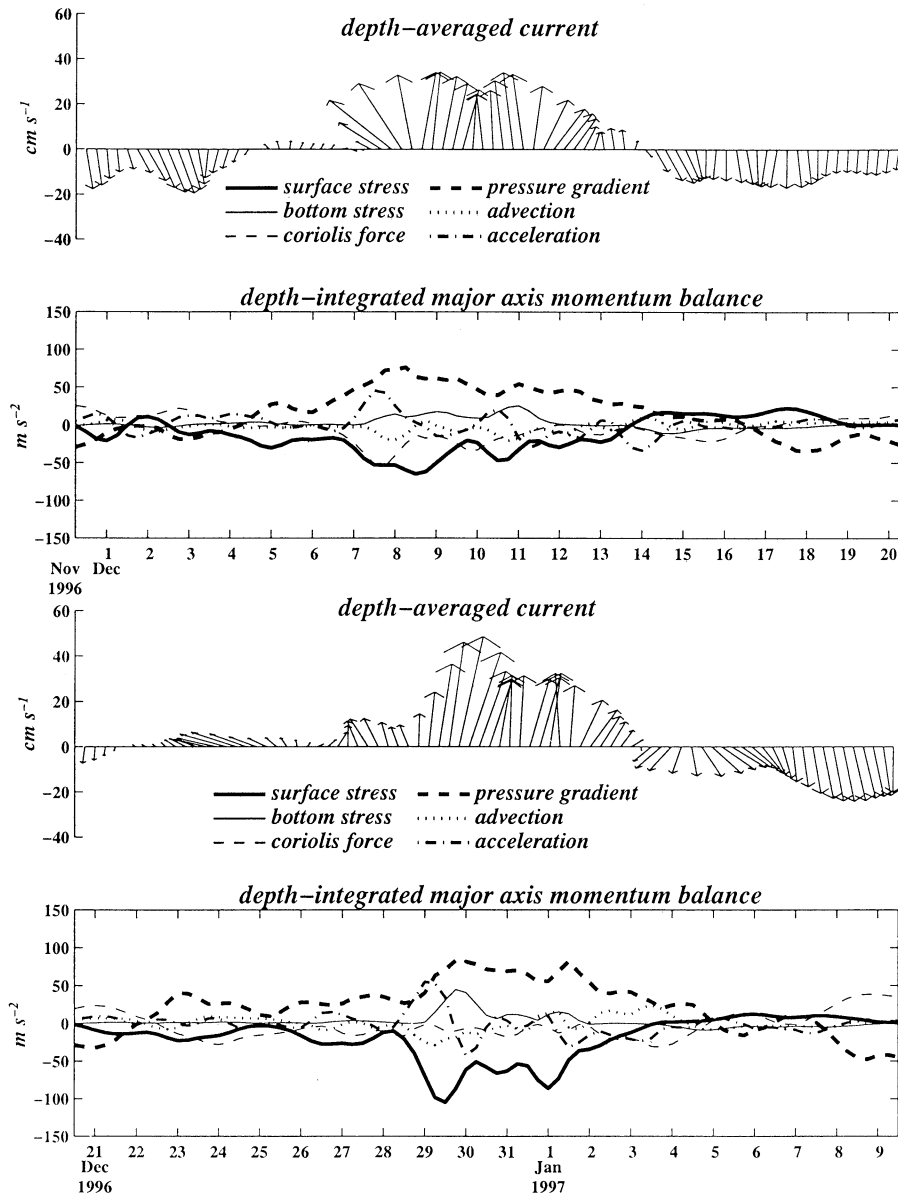 depth−averaged current
60
40
20
0
−20
−40
cm s⁻¹
surface stress
pressure gradient
bottom stress
advection
coriolis force
acceleration
depth−integrated major axis momentum balance
150
100
50
0
−50
−100
−150
m s⁻²
1 2 3 4 5 6 7 8 9 10 11 12 13 14 15 16 17 18 19 20
Nov Dec
1996
depth−averaged current
60
40
20
0
−20
−40
cm s⁻¹
surface stress
pressure gradient
bottom stress
advection
coriolis force
acceleration
depth−integrated major axis momentum balance
150
100
50
0
−50
−100
−150
m s⁻²
21 22 23 24 25 26 27 28 29 30 31 1 2 3 4 5 6 7 8 9
Dec Jan
1996 1997